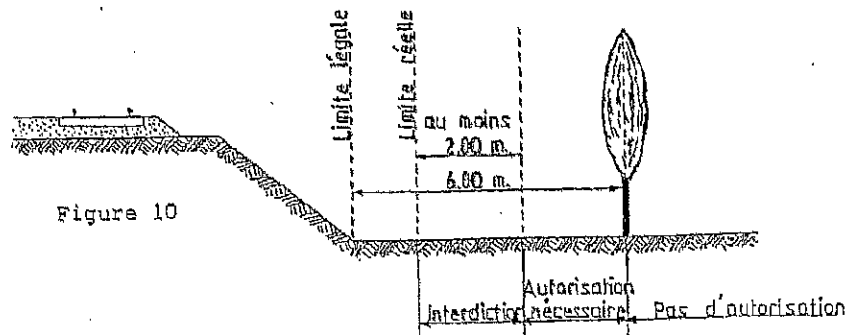 Limite légale
Limite réelle
au moins
2.00 m.
6.00 m.
Figure 10
Interdiction
Autorisation
nécessaire
Pas d'autorisation